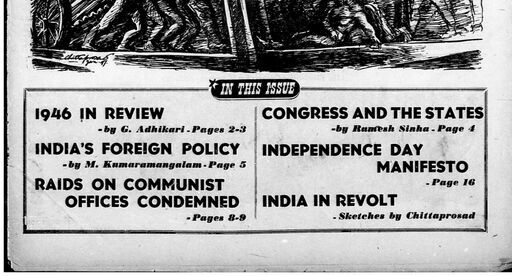 Chittaprosad
IN THIS ISSUE
1946 IN REVIEW
-by G. Adhikari - Pages 2-3
INDIA'S FOREIGN POLICY
-by M. Kumaramangalam - Page 5
RAIDS ON COMMUNIST
OFFICES CONDEMNED
-Pages 8-9
CONGRESS AND THE STATES
-by Ramesh Sinha - Page 4
INDEPENDENCE DAY
MANIFESTO
-Page 16
INDIA IN REVOLT
-Sketches by Chittaprosad